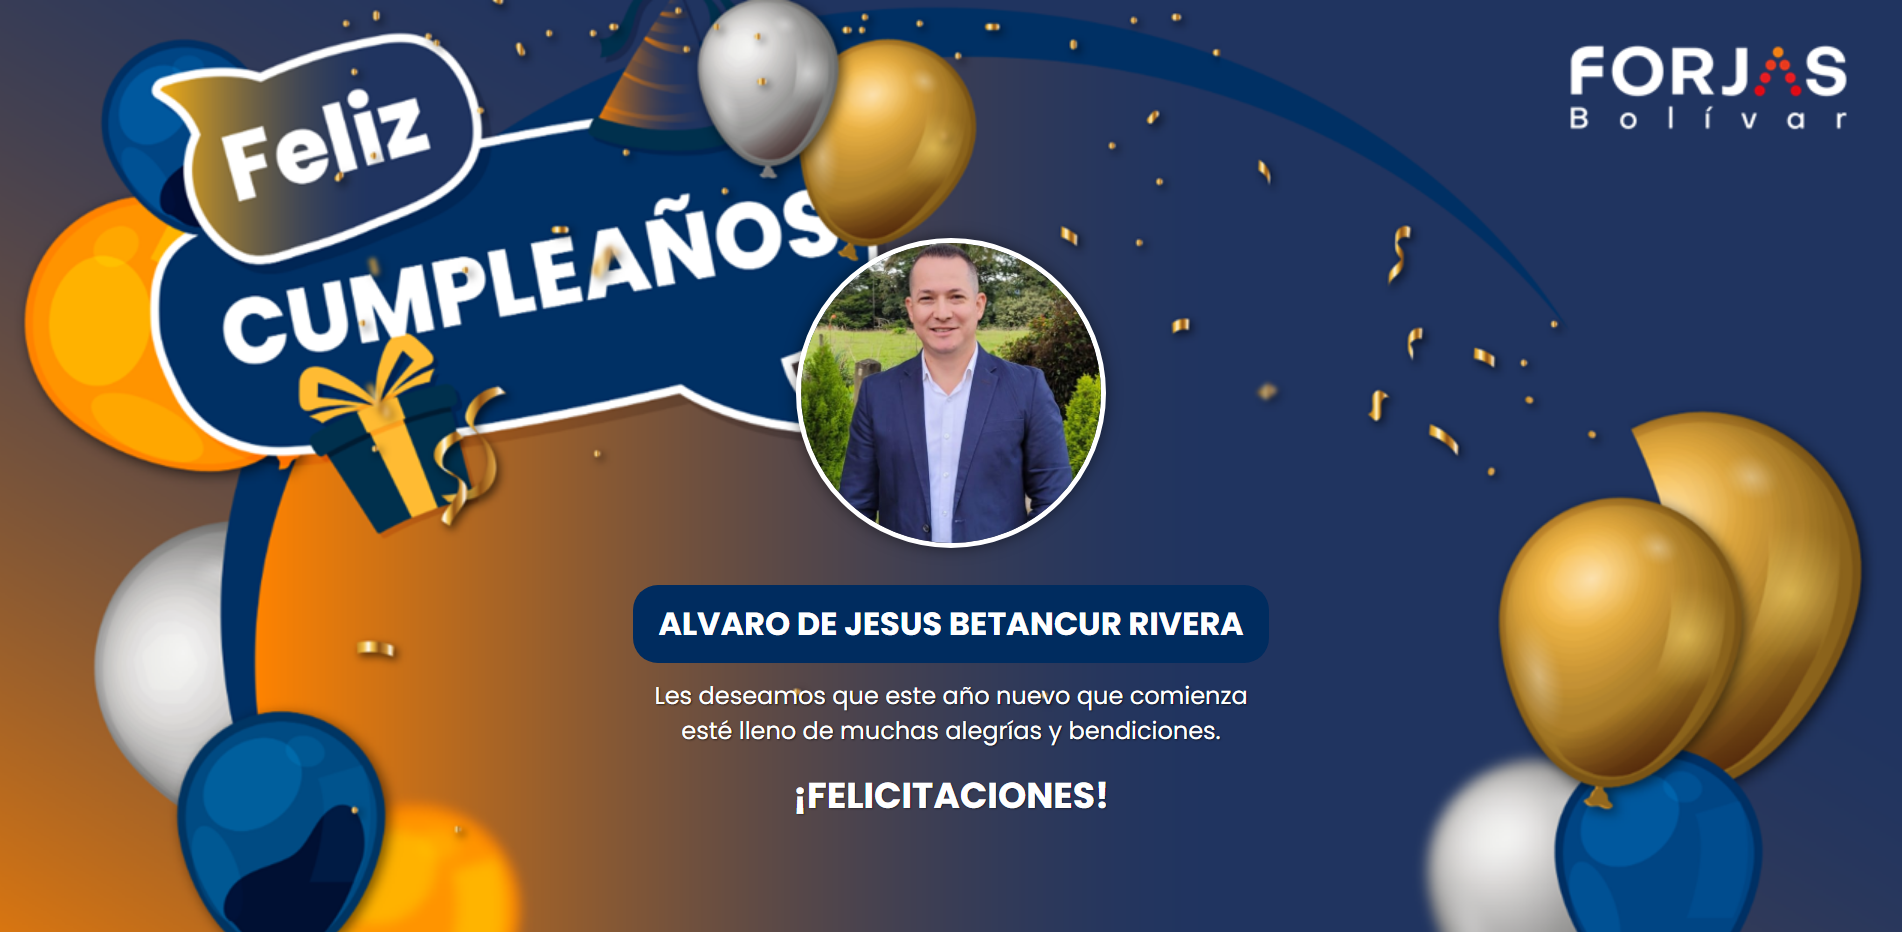 Feliz
CUMPLEAÑOS
FORJAS
Bolívar
ALVARO DE JESUS BETANCUR RIVERA
Les deseamos que este año nuevo que comienza
esté lleno de muchas alegrías y bendiciones.
¡FELICITACIONES!